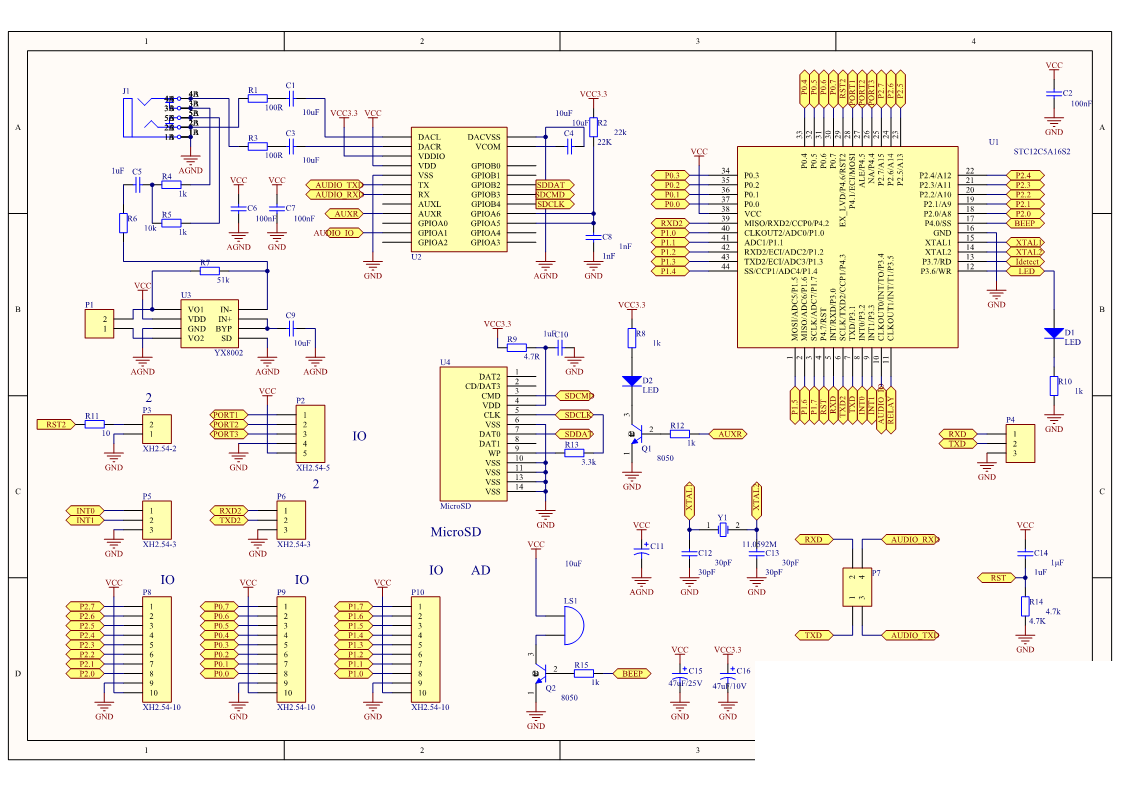 1 2 3 4
A
B
C
D
A
B
C
1 2 3
J1
4B
3B
5B
2B
1B
AGND
R1
100R
C1
10uF
R3
100R
C3
10uF
VCC3.3 VCC
1uF C5
R4
1k
R5
1k
R6
10k
VCC VCC
C6
100nF
C7
100nF
AGND GND
AUDIO_TXD
AUDIO_RXD
AUXR
AUDIO_IO
DACL
DACR
VDDIO
VDD
VSS
TX
RX
AUXL
AUXR
GPIOA0
GPIOA1
GPIOA2
DACVSS
VCOM
GPIOB0
GPIOB1
GPIOB2
GPIOB3
GPIOB4
GPIOA6
GPIOA5
GPIOA4
GPIOA3
U2
GND
SDDAT
SDCMD
SDCLK
10uF
C4
10uF
VCC3.3
R2
22k
22K
C8
1nF
1nF
AGND
GND
R7
51k
VCC
P1
2
1
U3
VO1
VDD
GND
VO2
IN-
IN+
BYP
SD
YX8002
C9
10uF
AGND AGND AGND
VCC
P0.3
P0.2
P0.1
P0.0
RXD2
P1.0
P1.1
P1.2
P1.3
P1.4
34
35
36
37
38
39
40
41
42
43
44
P0.3
P0.2
P0.1
P0.0
VCC
MISO/RXD2/CCP0/P4.2
CLKOUT2/ADC0/P1.0
ADC1/P1.1
RXD2/ECI/ADC2/P1.2
TXD2/ECI/ADC3/P1.3
SS/CCP1/ADC4/P1.4
P0.4
P0.5
P0.6
P0.7
RST2
PORT1
PORT2
PORT3
P2.7
P2.6
P2.5
33
32
31
30
29
28
27
26
25
24
23
P0.4
P0.5
P0.6
P0.7
EX_LVD/P4.6/RST2
P4.1/ECI/MOSI
ALE/P4.5
NA/P4.4
P2.7/A15
P2.6/A14
P2.5/A13
U1
STC12C5A16S2
VCC
C2
100nF
GND
P2.4/A12
P2.3/A11
P2.2/A10
P2.1/A9
P2.0/A8
P4.0/SS
GND
XTAL1
XTAL2
P3.7/RD
P3.6/WR
22
21
20
19
18
17
16
15
14
13
12
P2.4
P2.3
P2.2
P2.1
P2.0
BEEP
XTAL1
XTAL2
Idetect
LED
GND
MOSI/ADC5/P1.5
MISO/ADC6/P1.6
SCLK/ADC7/P1.7
P4.7/RST
INT/RXD/P3.0
SCLK/TXD2/CCP1/P4.3
TXD/P3.1
INT0/P3.2
INT1/P3.3
CLKOUT0/INT/TO/P3.4
CLKOUT1/INT/T1/P3.5
1
2
3
4
5
6
7
8
9
10
11
P1.5
P1.6
P1.7
RST
RXD
TXD2
TXD
INT0
INT1
AUDIO_IO
RELAY
D1
LED
R10
1k
GND
VCC3.3
R9
4.7R
1uF C10
GND
U4
DAT2
CD/DAT3
CMD
VDD
CLK
VSS
DAT0
DAT1
WP
VSS
VSS
VSS
VSS
1
2
3
4
5
6
7
8
9
10
11
12
13
14
SDCMD
SDCLK
SDDAT
R13
3.3k
GND
MicroSD
MicroSD
VCC3.3
R8
1k
D2
LED
3
2
1
Q1
8050
R12
1k
AUXR
GND
2
RST2
R11
10
P3
2
1
XH2.54-2
GND
VCC
PORT1
PORT2
PORT3
P2
1
2
3
4
5
XH2.54-5
GND
IO
2
P5
INT0
INT1
1
2
3
XH2.54-3
GND
P6
RXD2
TXD2
1
2
3
XH2.54-3
GND
P4
RXD
TXD
1
2
3
GND
VCC
C11
AGND
10uF
XTAL1
XTAL2
Y1
1 2
11.0592M
C12
30pF
30pF
GND
C13
30pF
30pF
GND
RXD
AUDIO_RXD
P7
2 4
1 3
TXD
AUDIO_TXD
VCC
C14
1µF
1uF
RST
R14
4.7k
4.7K
GND
IO
VCC
P8
P2.7
P2.6
P2.5
P2.4
P2.3
P2.2
P2.1
P2.0
1
2
3
4
5
6
7
8
9
10
GND
XH2.54-10
IO
VCC
P9
P0.7
P0.6
P0.5
P0.4
P0.3
P0.2
P0.1
P0.0
1
2
3
4
5
6
7
8
9
10
GND
XH2.54-10
IO AD
VCC
P10
P1.7
P1.6
P1.5
P1.4
P1.3
P1.2
P1.1
P1.0
1
2
3
4
5
6
7
8
9
10
GND
XH2.54-10
VCC
LS1
3
2
1
Q2
8050
R15
1k
BEEP
GND
VCC
C15
47uF/25V
GND
VCC3.3
C16
47uF/10V
GND